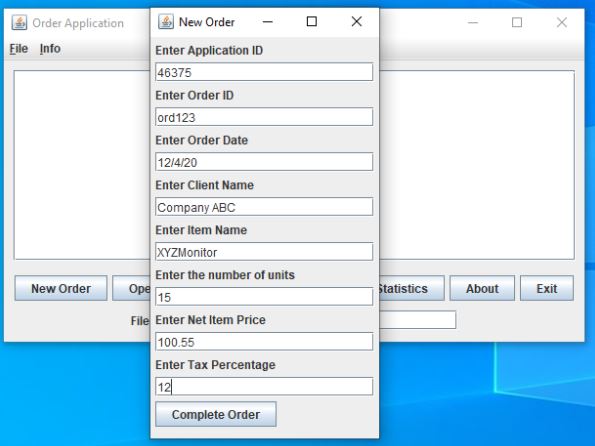 Order Application
File Info
New Order
Enter Application ID
46375
Enter Order ID
ord123
Enter Order Date
12/4/20
Enter Client Name
Company ABC
Enter Item Name
XYZMonitor
Enter the number of units
15
Enter Net Item Price
100.55
Enter Tax Percentage
12
Complete Order
New Order
Ope
Statistics
About
Exit
File